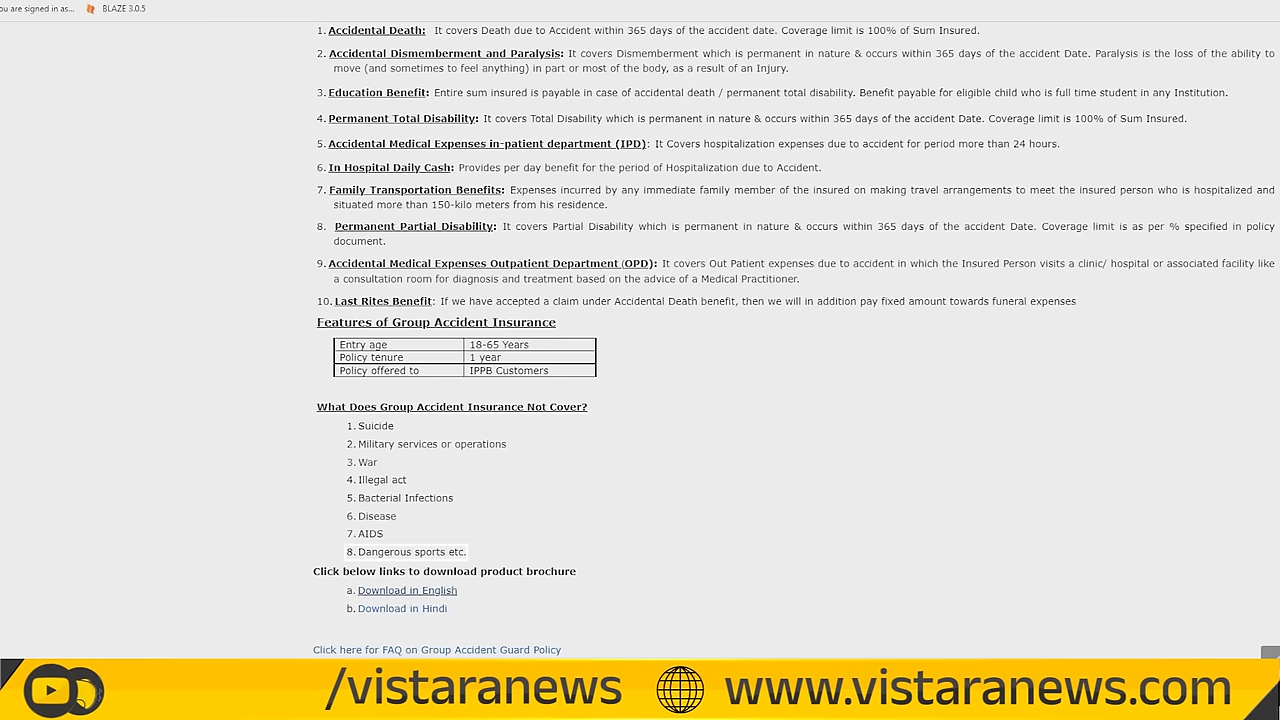 ou are signed in as...
BLAZE 3.0.5
1. Accidental Death: It covers Death due to Accident within 365 days of the accident date. Coverage limit is 100% of Sum Insured.
2. Accidental Dismemberment and Paralysis: It covers Dismemberment which is permanent in nature & occurs within 365 days of the accident Date. Paralysis is the loss of the ability to
move (and sometimes to feel anything) in part or most of the body, as a result of an Injury.
3. Education Benefit: Entire sum insured is payable in case of accidental death / permanent total disability. Benefit payable for eligible child who is full time student in any Institution.
4. Permanent Total Disability: It covers Total Disability which is permanent in nature & occurs within 365 days of the accident Date. Coverage limit is 100% of Sum Insured.
5. Accidental Medical Expenses in-patient department (IPD): It Covers hospitalization expenses due to accident for period more than 24 hours.
6. In Hospital Daily Cash: Provides per day benefit for the period of Hospitalization due to Accident.
7. Family Transportation Benefits: Expenses incurred by any immediate family member of the insured on making travel arrangements to meet the insured person who is hospitalized and
situated more than 150-kilo meters from his residence.
8. Permanent Partial Disability: It covers Partial Disability which is permanent in nature & occurs within 365 days of the accident Date. Coverage limit is as per % specified in policy
document.
9. Accidental Medical Expenses Outpatient Department (OPD): It covers Out Patient expenses due to accident in which the Insured Person visits a clinic/ hospital or associated facility like
a consultation room for diagnosis and treatment based on the advice of a Medical Practitioner.
10. Last Rites Benefit: If we have accepted a claim under Accidental Death benefit, then we will in addition pay fixed amount towards funeral expenses
Features of Group Accident Insurance
Entry age 18-65 Years
Policy tenure 1 year
Policy offered to IPPB Customers
What Does Group Accident Insurance Not Cover?
1. Suicide
2. Military services or operations
3. War
4. Illegal act
5. Bacterial Infections
6. Disease
7. AIDS
8. Dangerous sports etc.
Click below links to download product brochure
a. Download in English
b. Download in Hindi
Click here for FAQ on Group Accident Guard Policy
/vistaranews
www.vistaranews.com